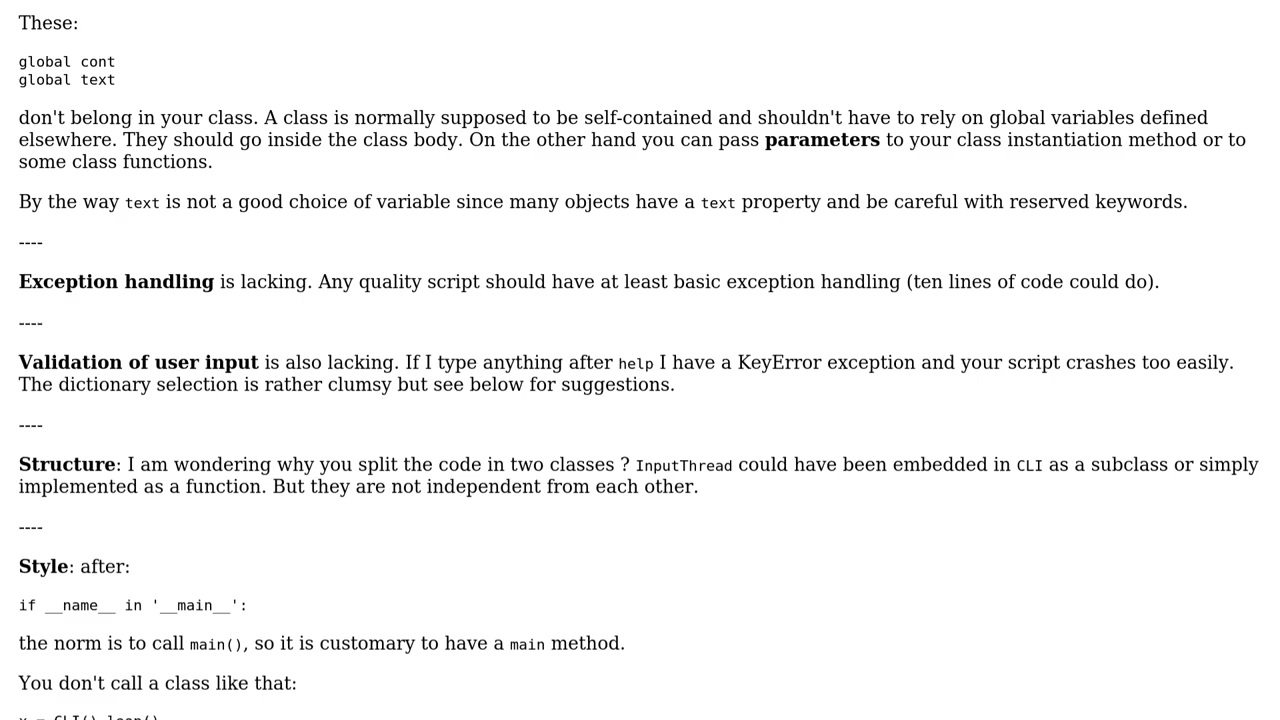 These:
global cont
global text
don't belong in your class. A class is normally supposed to be self-contained and shouldn't have to rely on global variables defined
elsewhere. They should go inside the class body. On the other hand you can pass parameters to your class instantiation method or to
some class functions.
By the way text is not a good choice of variable since many objects have a text property and be careful with reserved keywords.
----
Exception handling is lacking. Any quality script should have at least basic exception handling (ten lines of code could do).
----
Validation of user input is also lacking. If I type anything after help I have a KeyError exception and your script crashes too easily.
The dictionary selection is rather clumsy but see below for suggestions.
----
Structure: I am wondering why you split the code in two classes ? InputThread could have been embedded in CLI as a subclass or simply
implemented as a function. But they are not independent from each other.
----
Style: after:
if __name__ in '__main__':
the norm is to call main(), so it is customary to have a main method.
You don't call a class like that:
x = CLI().loop()